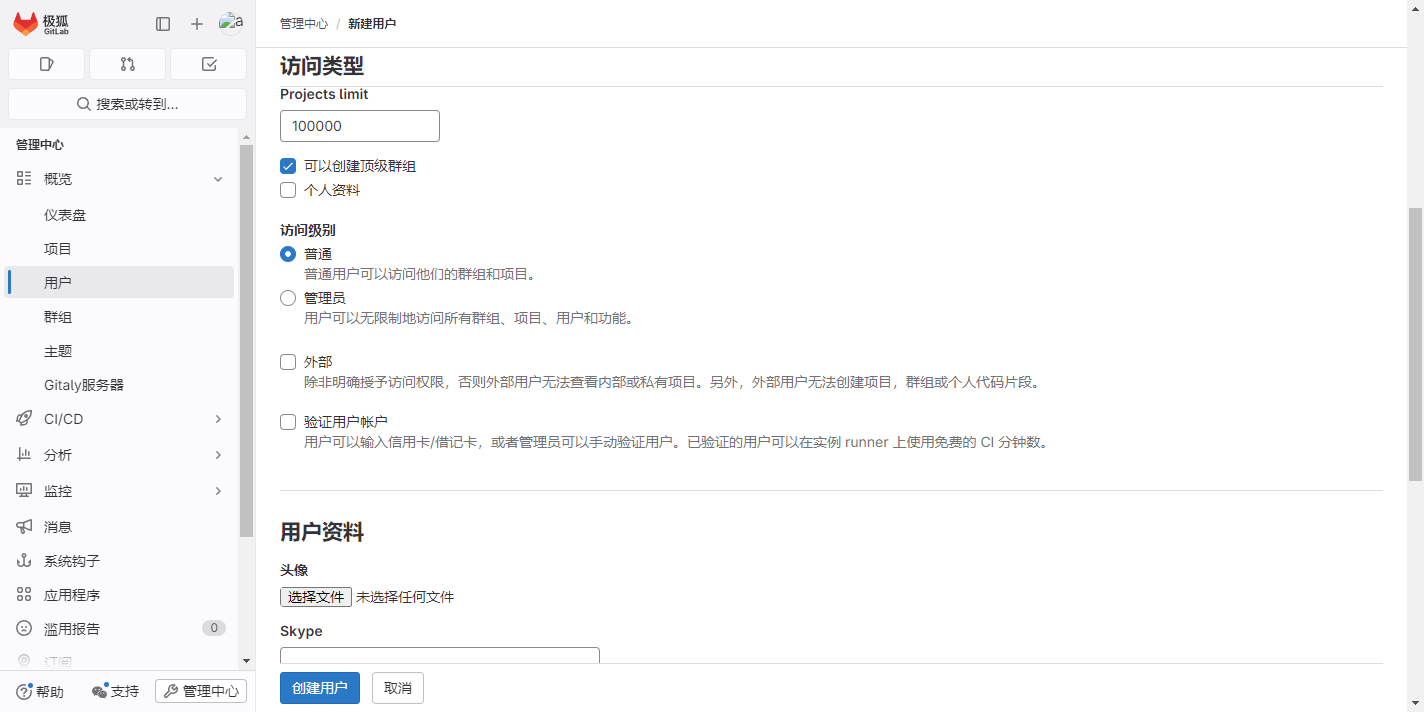 极狐
GitLab
a
管理中心 / 新建用户
搜索或转到...
管理中心
概览
仪表盘
项目
用户
群组
主题
Gitaly服务器
CI/CD
分析
监控
消息
系统钩子
应用程序
滥用报告 0
订阅
帮助 支持 管理中心
访问类型
Projects limit
100000
可以创建顶级群组
个人资料
访问级别
普通
普通用户可以访问他们的群组和项目。
管理员
用户可以无限制地访问所有群组、项目、用户和功能。
外部
除非明确授予访问权限，否则外部用户无法查看内部或私有项目。另外，外部用户无法创建项目，群组或个人代码片段。
验证用户帐户
用户可以输入信用卡/借记卡，或者管理员可以手动验证用户。已验证的用户可以在实例 runner 上使用免费的 CI 分钟数。
用户资料
头像
选择文件 未选择任何文件
Skype
创建用户 取消